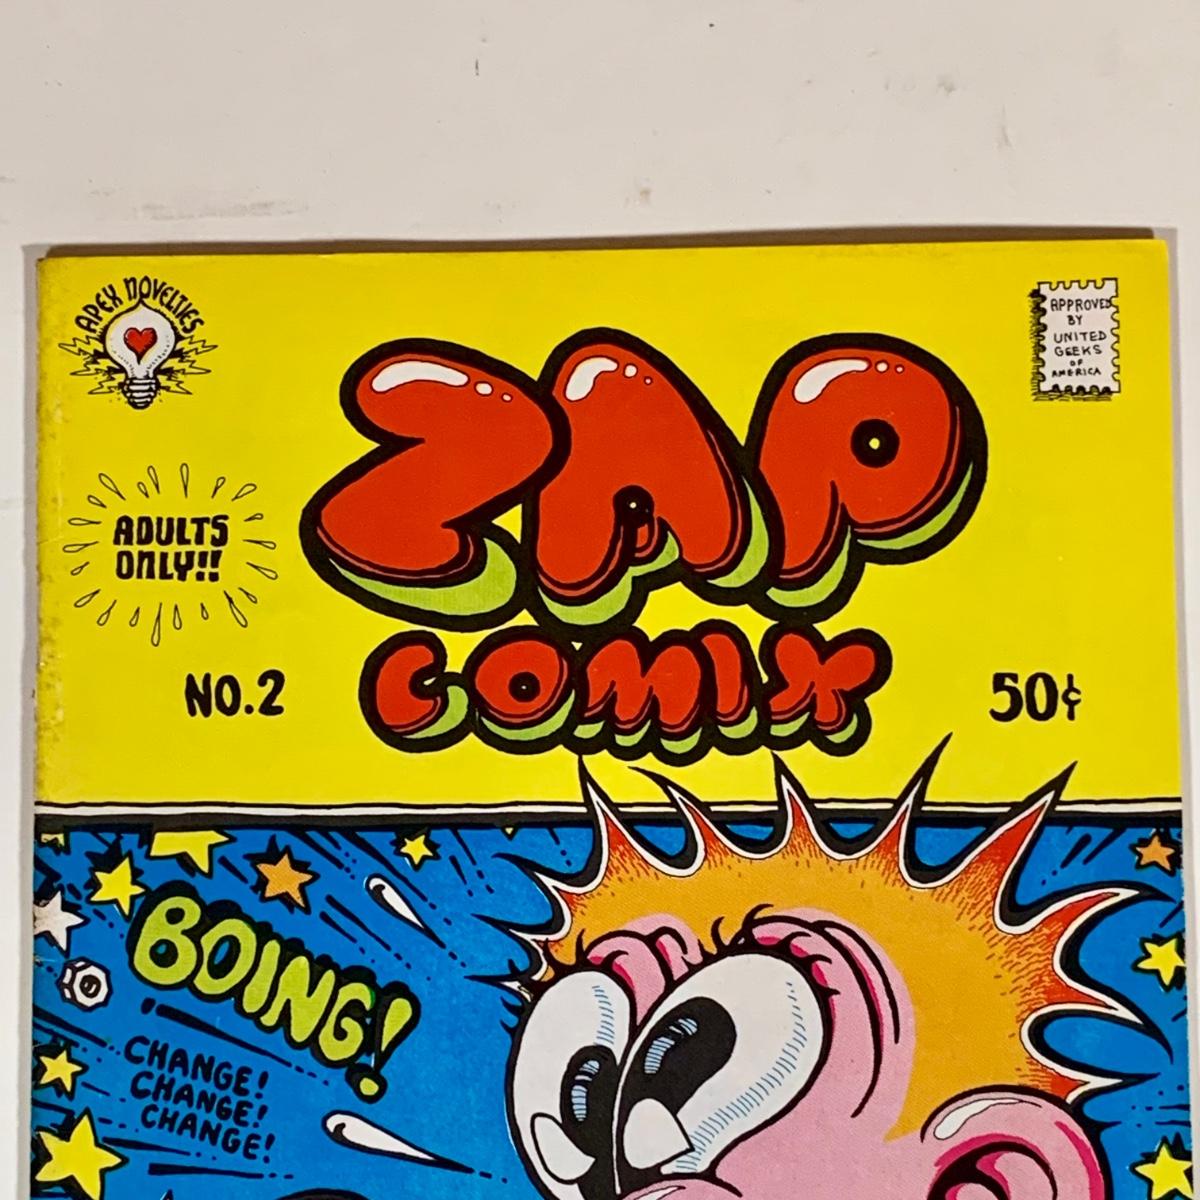 APEX NOVELTIES
APPROVED
BY
UNITED
GEEKS
OF
AMERICA
ZAP
COMIX
ADULTS
ONLY!!
NO.2
50¢
BOING!
CHANGE!
CHANGE!
CHANGE!